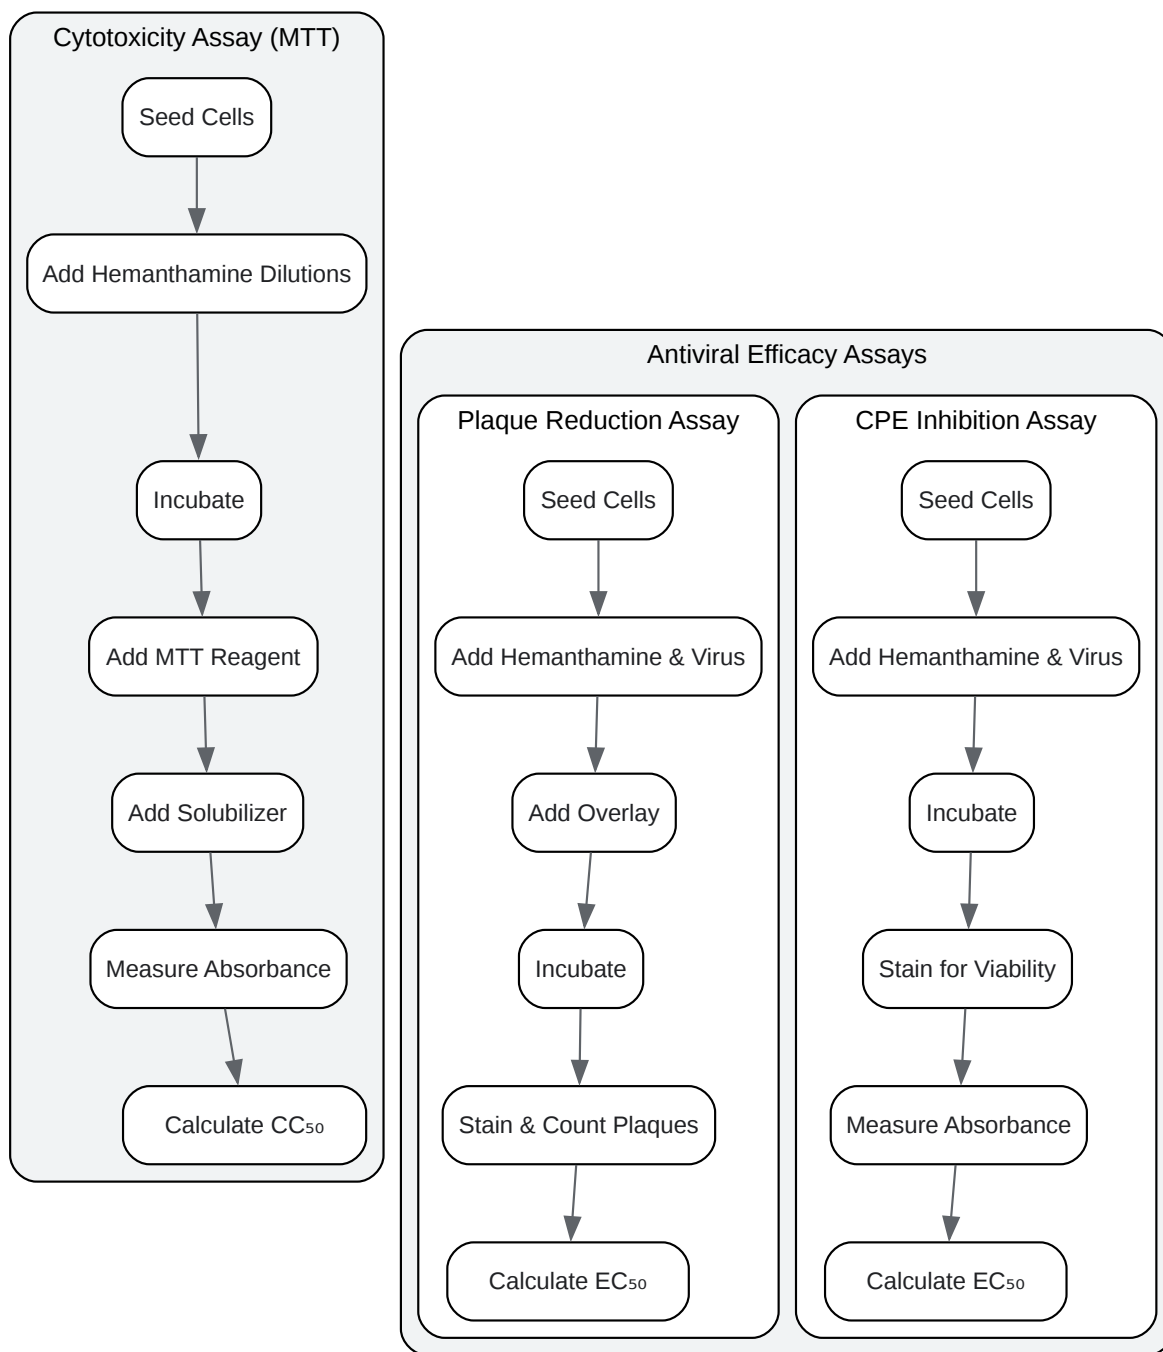 Cytotoxicity Assay (MTT)
Seed Cells
Add Hemanthamine Dilutions
Incubate
Add MTT Reagent
Add Solubilizer
Measure Absorbance
Calculate CC₅₀
Antiviral Efficacy Assays
Plaque Reduction Assay
Seed Cells
Add Hemanthamine & Virus
Add Overlay
Incubate
Stain & Count Plaques
Calculate EC₅₀
CPE Inhibition Assay
Seed Cells
Add Hemanthamine & Virus
Incubate
Stain for Viability
Measure Absorbance
Calculate EC₅₀